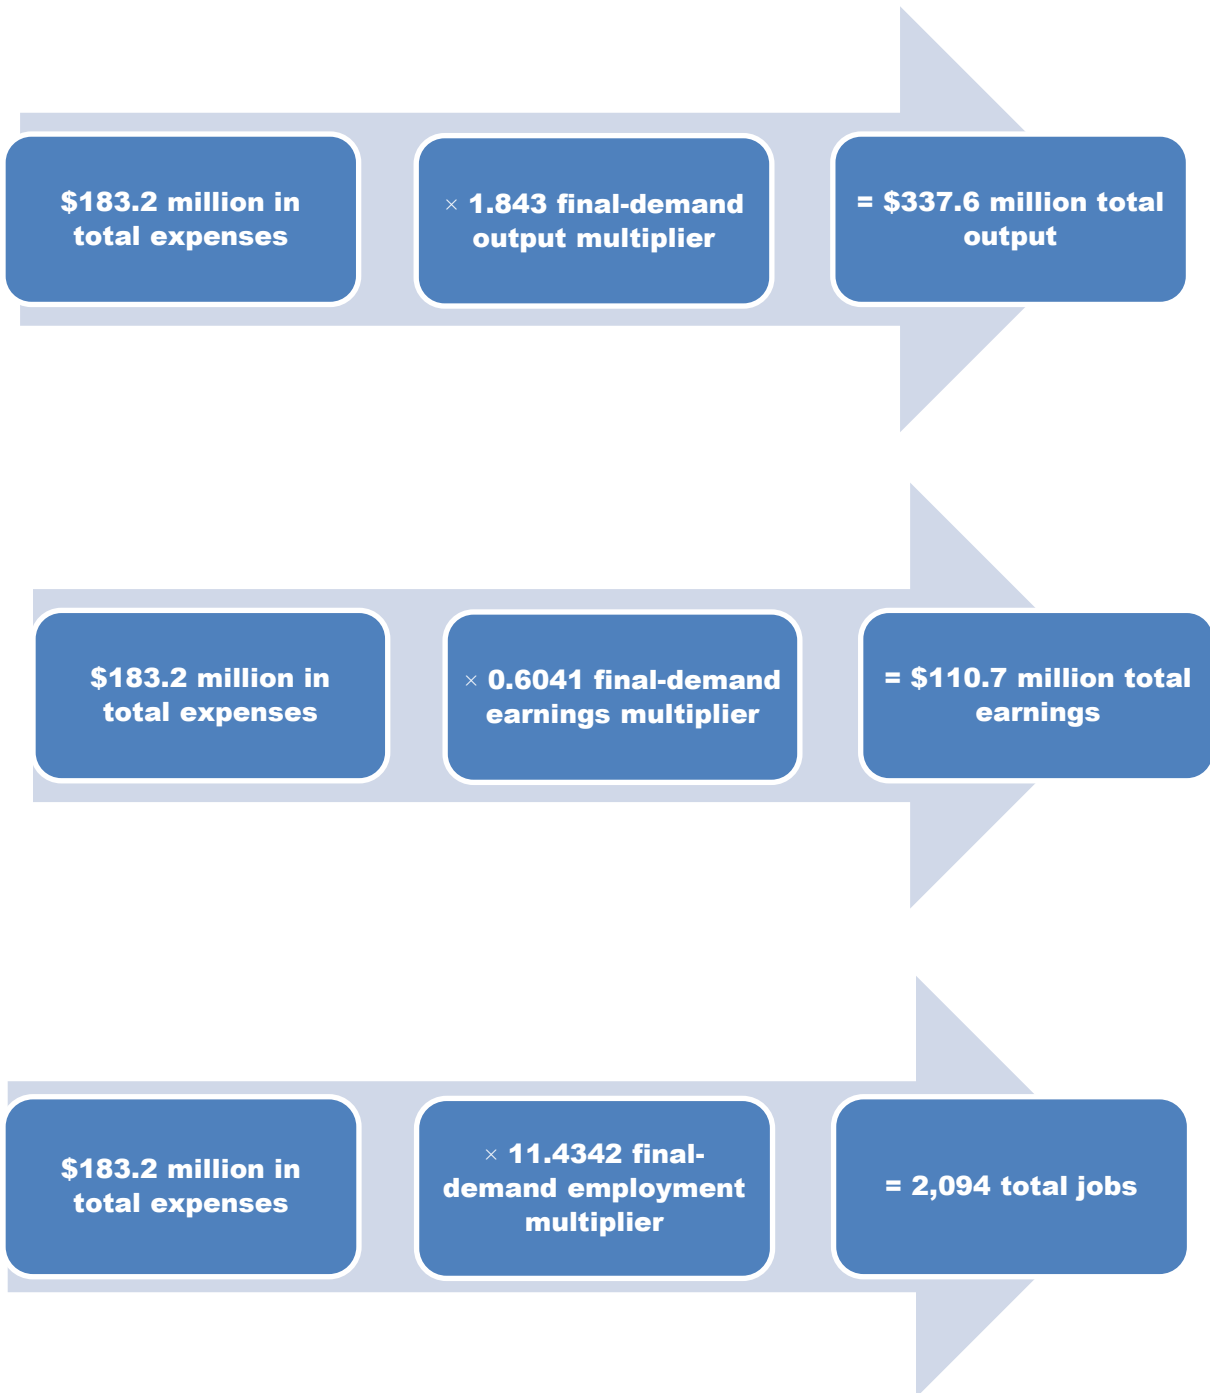 $183.2 million in
total expenses
× 1.843 final-demand
output multiplier
= $337.6 million total
output
$183.2 million in
total expenses
× 0.6041 final-demand
earnings multiplier
= $110.7 million total
earnings
$183.2 million in
total expenses
× 11.4342 final-
demand employment
multiplier
= 2,094 total jobs